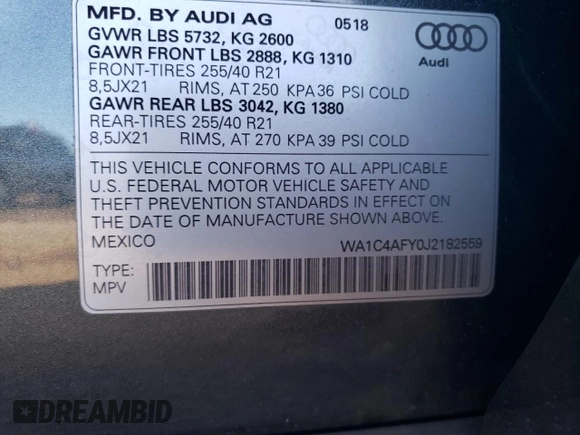 MFD. BY AUDI AG 0518
GVWR LBS 5732, KG 2600
GAWR FRONT LBS 2888, KG 1310
FRONT-TIRES 255/40 R21
8,5JX21 RIMS, AT 250 KPA 36 PSI COLD
GAWR REAR LBS 3042, KG 1380
REAR-TIRES 255/40 R21
8,5JX21 RIMS, AT 270 KPA 39 PSI COLD
Audi
THIS VEHICLE CONFORMS TO ALL APPLICABLE
U.S. FEDERAL MOTOR VEHICLE SAFETY AND
THEFT PREVENTION STANDARDS IN EFFECT ON
THE DATE OF MANUFACTURE SHOWN ABOVE.
MEXICO WA1C4AFY0J2182559
TYPE:
MPV
DREAMBID